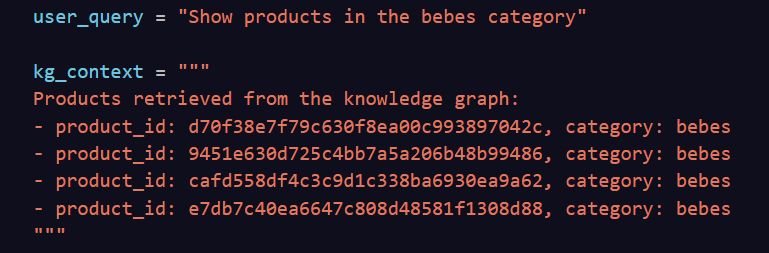 user_query = "Show products in the bebes category"
kg_context = """
Products retrieved from the knowledge graph:
- product_id: d70f38e7f79c630f8ea00c993897042c, category: bebes
- product_id: 9451e630d725c4bb7a5a206b48b99486, category: bebes
- product_id: cafd558df4c3c9d1c338ba6930ea9a62, category: bebes
- product_id: e7db7c40ea6647c808d48581f1308d88, category: bebes
"""